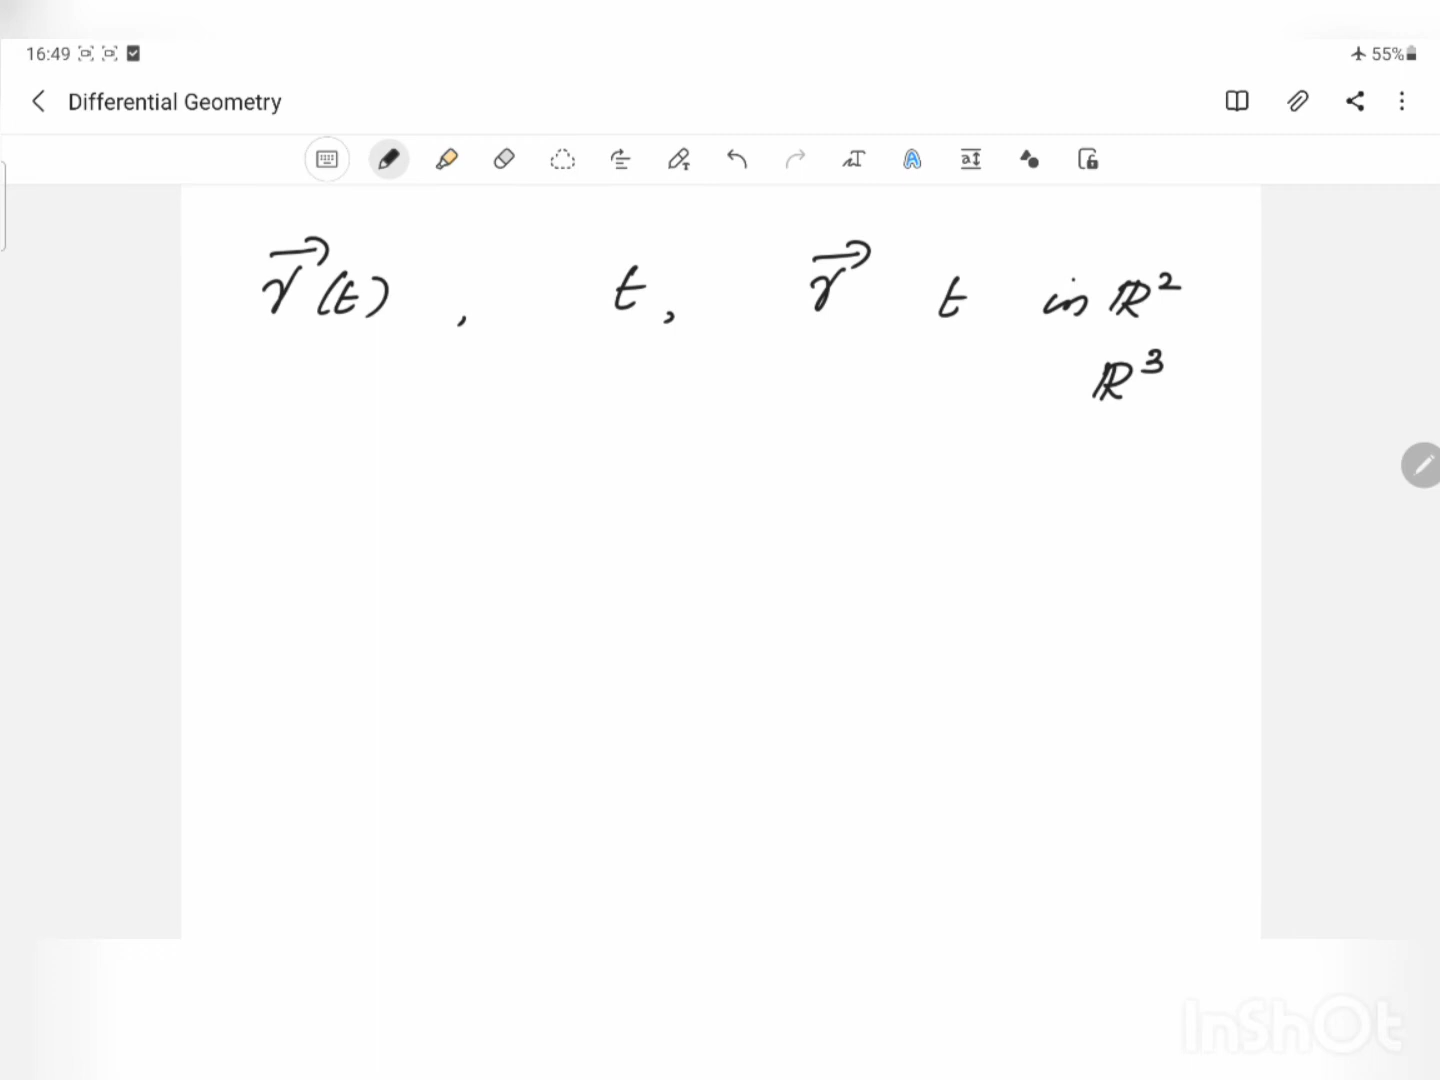 16:49 55%
Differential Geometry
γ⃗(t) , t , γ⃗ t in ℝ²
ℝ³
InShOt